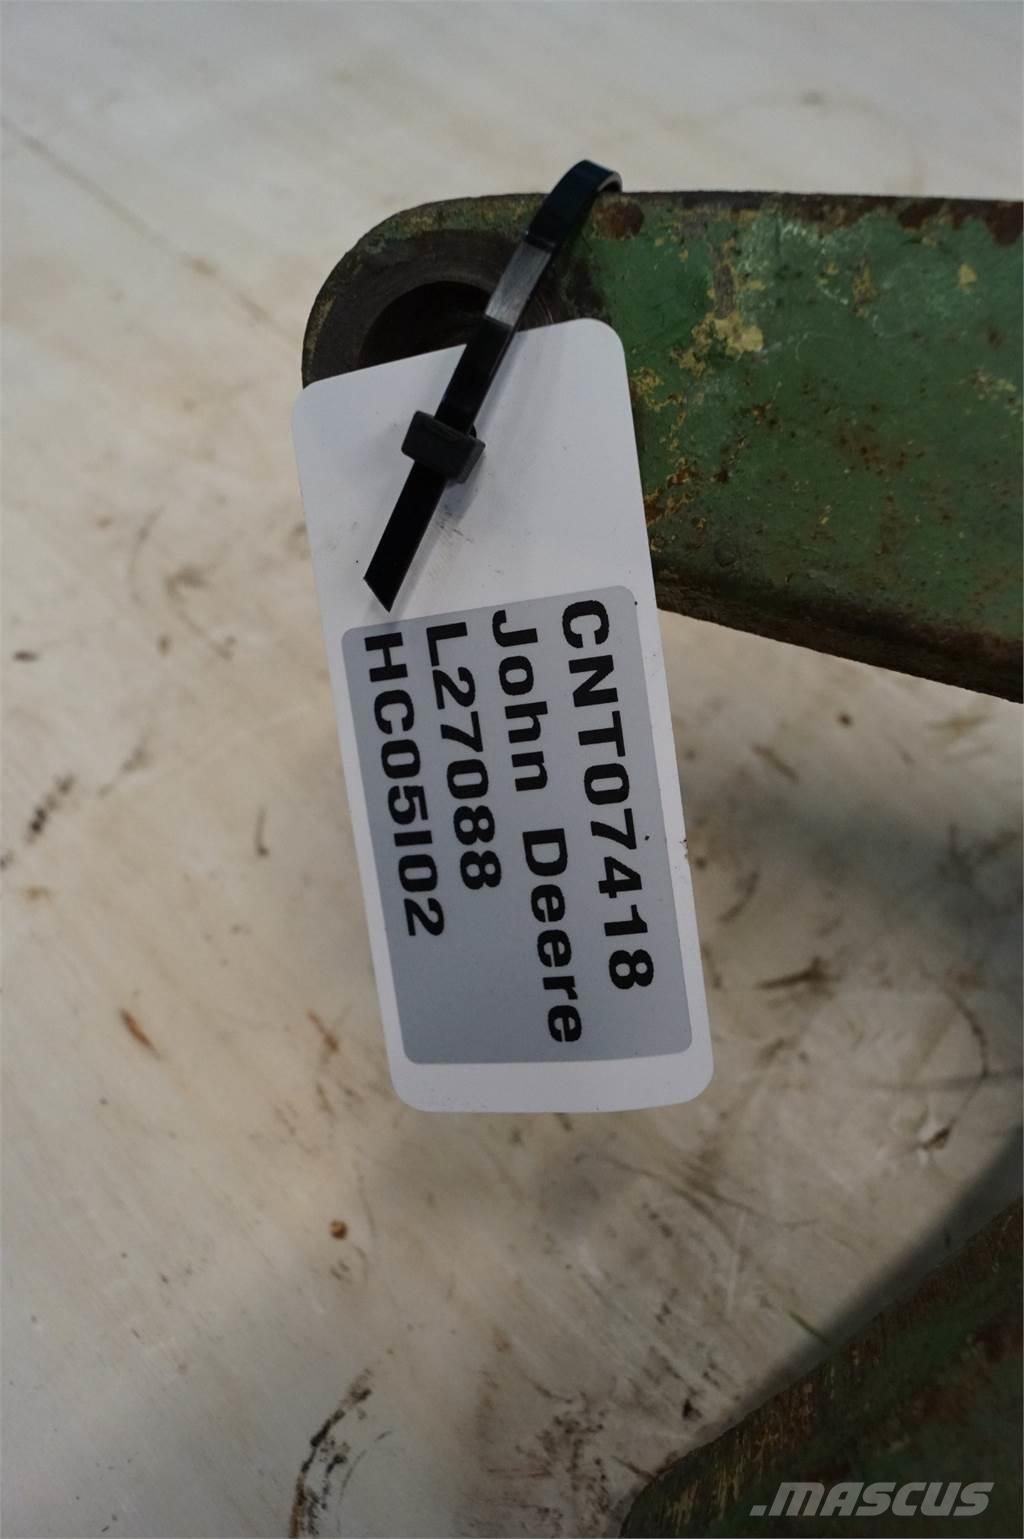 CNT07418
John Deere
L27088
HC05I02
.MASCUS